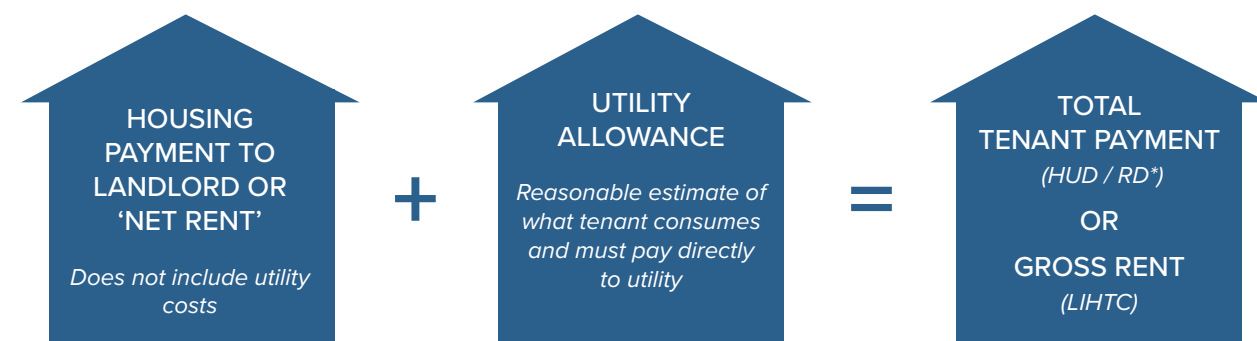 HOUSING
PAYMENT TO
LANDLORD OR
‘NET RENT’
Does not include utility
costs
+
UTILITY
ALLOWANCE
Reasonable estimate of
what tenant consumes
and must pay directly
to utility
=
TOTAL
TENANT PAYMENT
(HUD / RD*)
OR
GROSS RENT
(LIHTC)